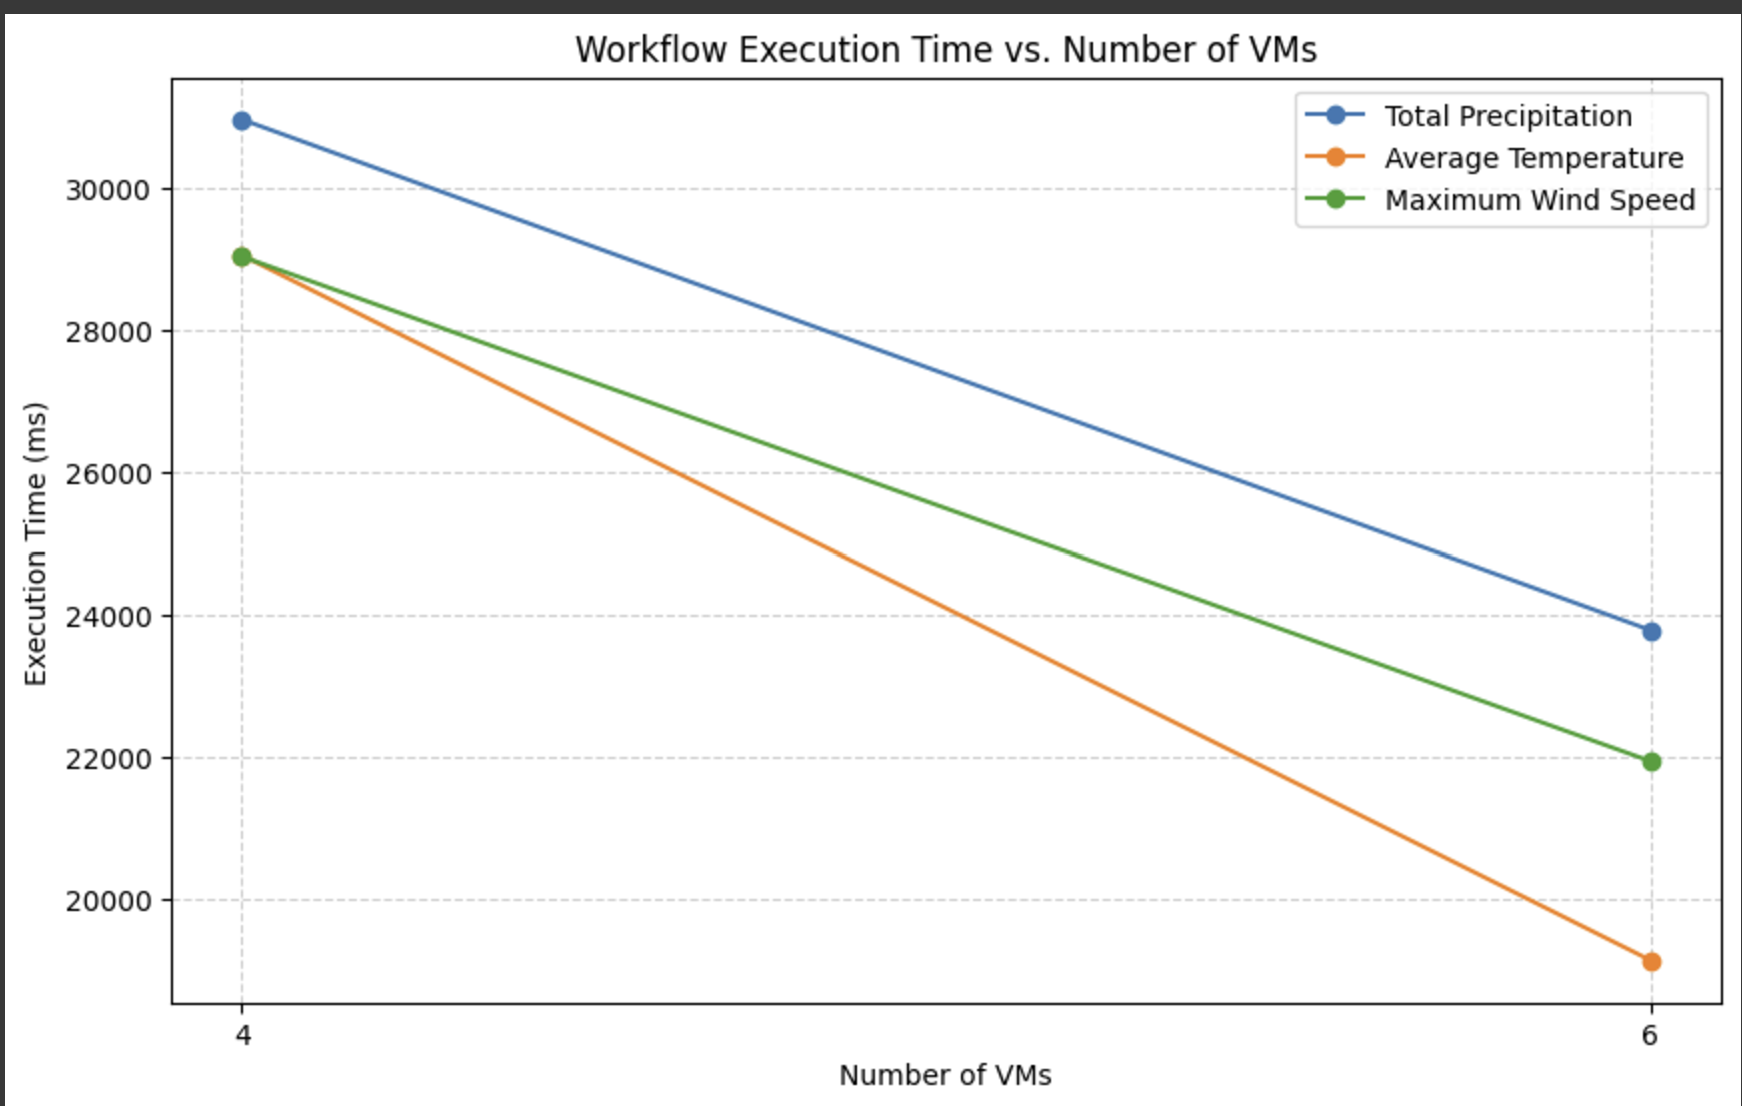 Workflow Execution Time vs. Number of VMs
Total Precipitation
Average Temperature
Maximum Wind Speed
Execution Time (ms)
30000
28000
26000
24000
22000
20000
4
6
Number of VMs